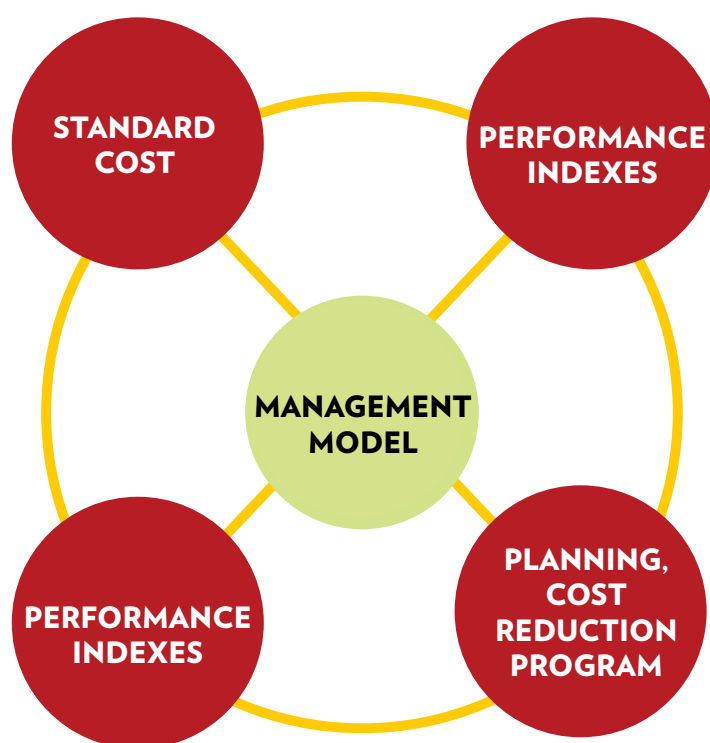 STANDARD
COST
PERFORMANCE
INDEXES
MANAGEMENT
MODEL
PERFORMANCE
INDEXES
PLANNING,
COST
REDUCTION
PROGRAM